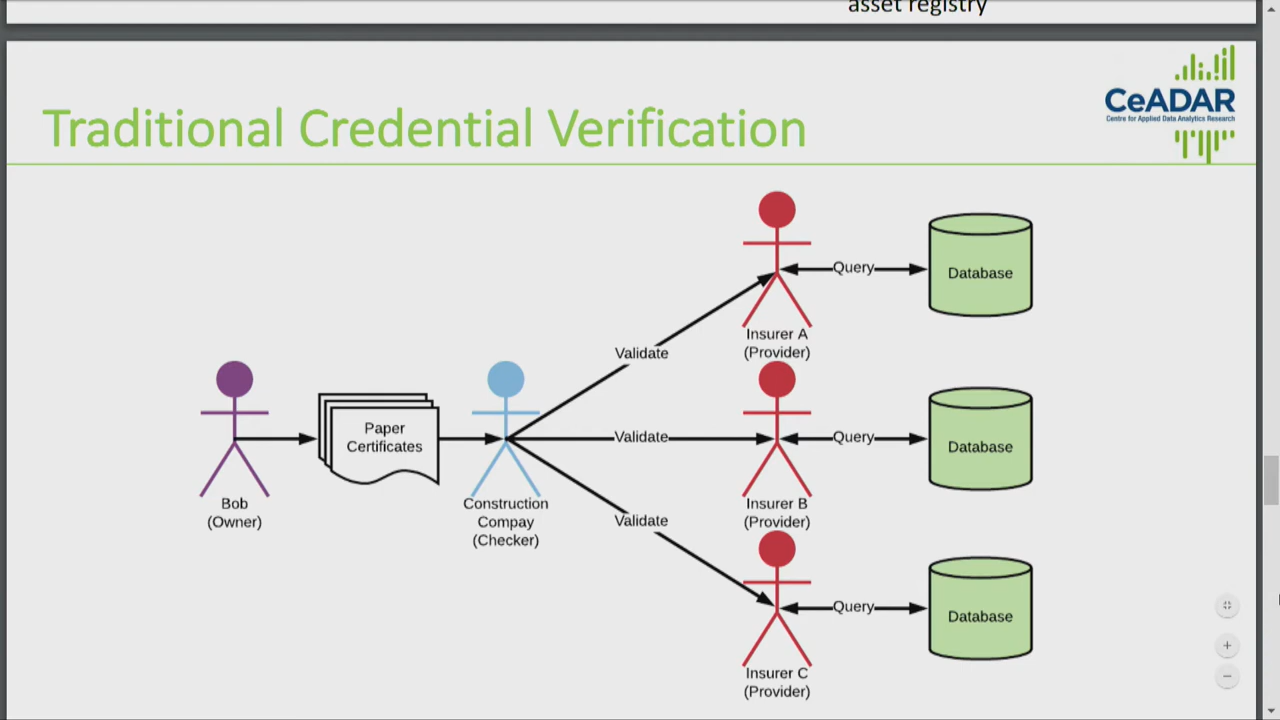 asset registry
Traditional Credential Verification
CeADAR
Centre for Applied Data Analytics Research
Query
Database
Insurer A
(Provider)
Validate
Paper
Certificates
Validate
Query
Database
Bob
(Owner)
Construction
Compay
(Checker)
Insurer B
(Provider)
Validate
Query
Database
Insurer C
(Provider)